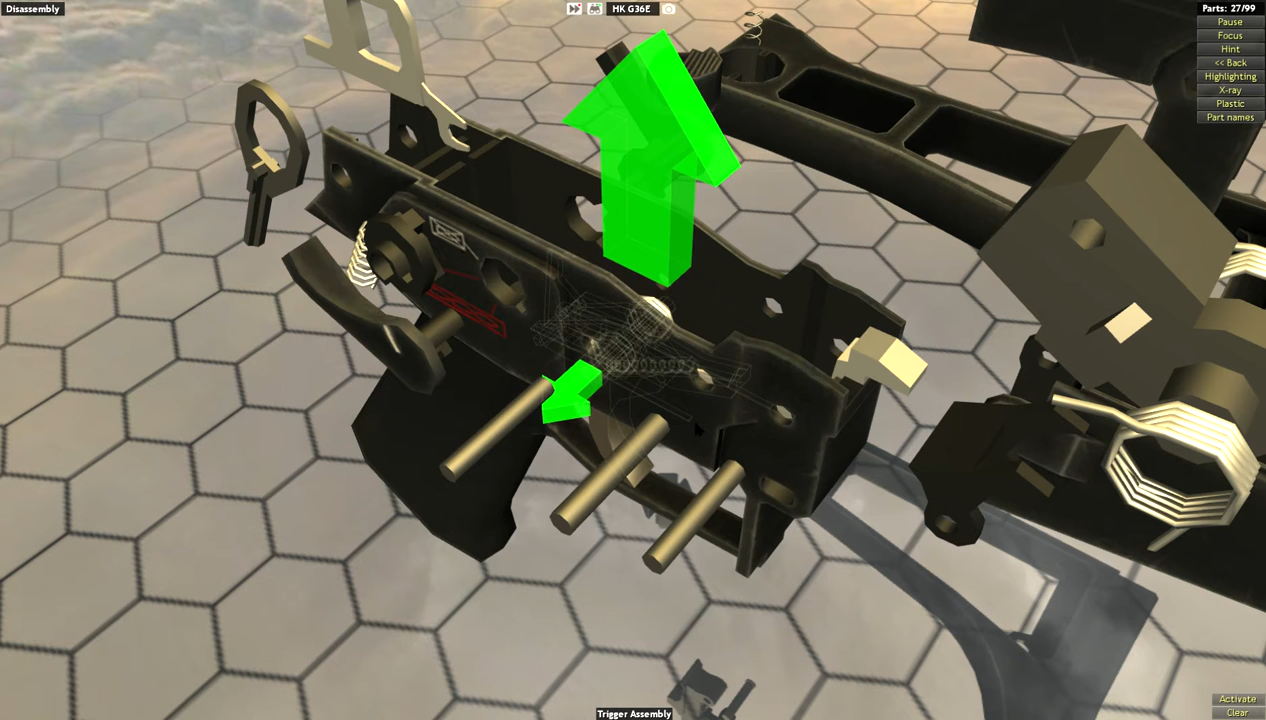 Disassembly
HK G36E
Parts: 27/99
Pause
Focus
Hint
<< Back
Highlighting
X-ray
Plastic
Part names
Trigger Assembly
Activate
Clear